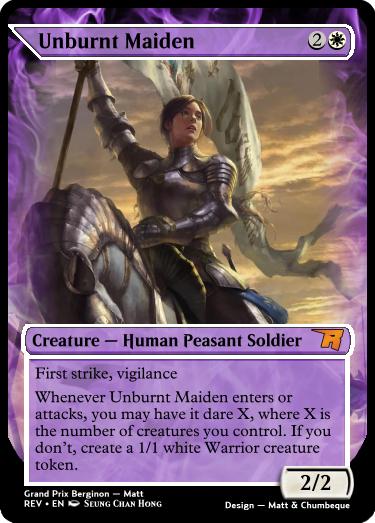 Unburnt Maiden 2
Creature — Human Peasant Soldier
First strike, vigilance
Whenever Unburnt Maiden enters or
attacks, you may have it dare X, where X is
the number of creatures you control. If you
don't, create a 1/1 white Warrior creature
token.
2/2
Grand Prix Berginon — Matt
REV • EN Seung Chan Hong
Design — Matt & Chumbeque